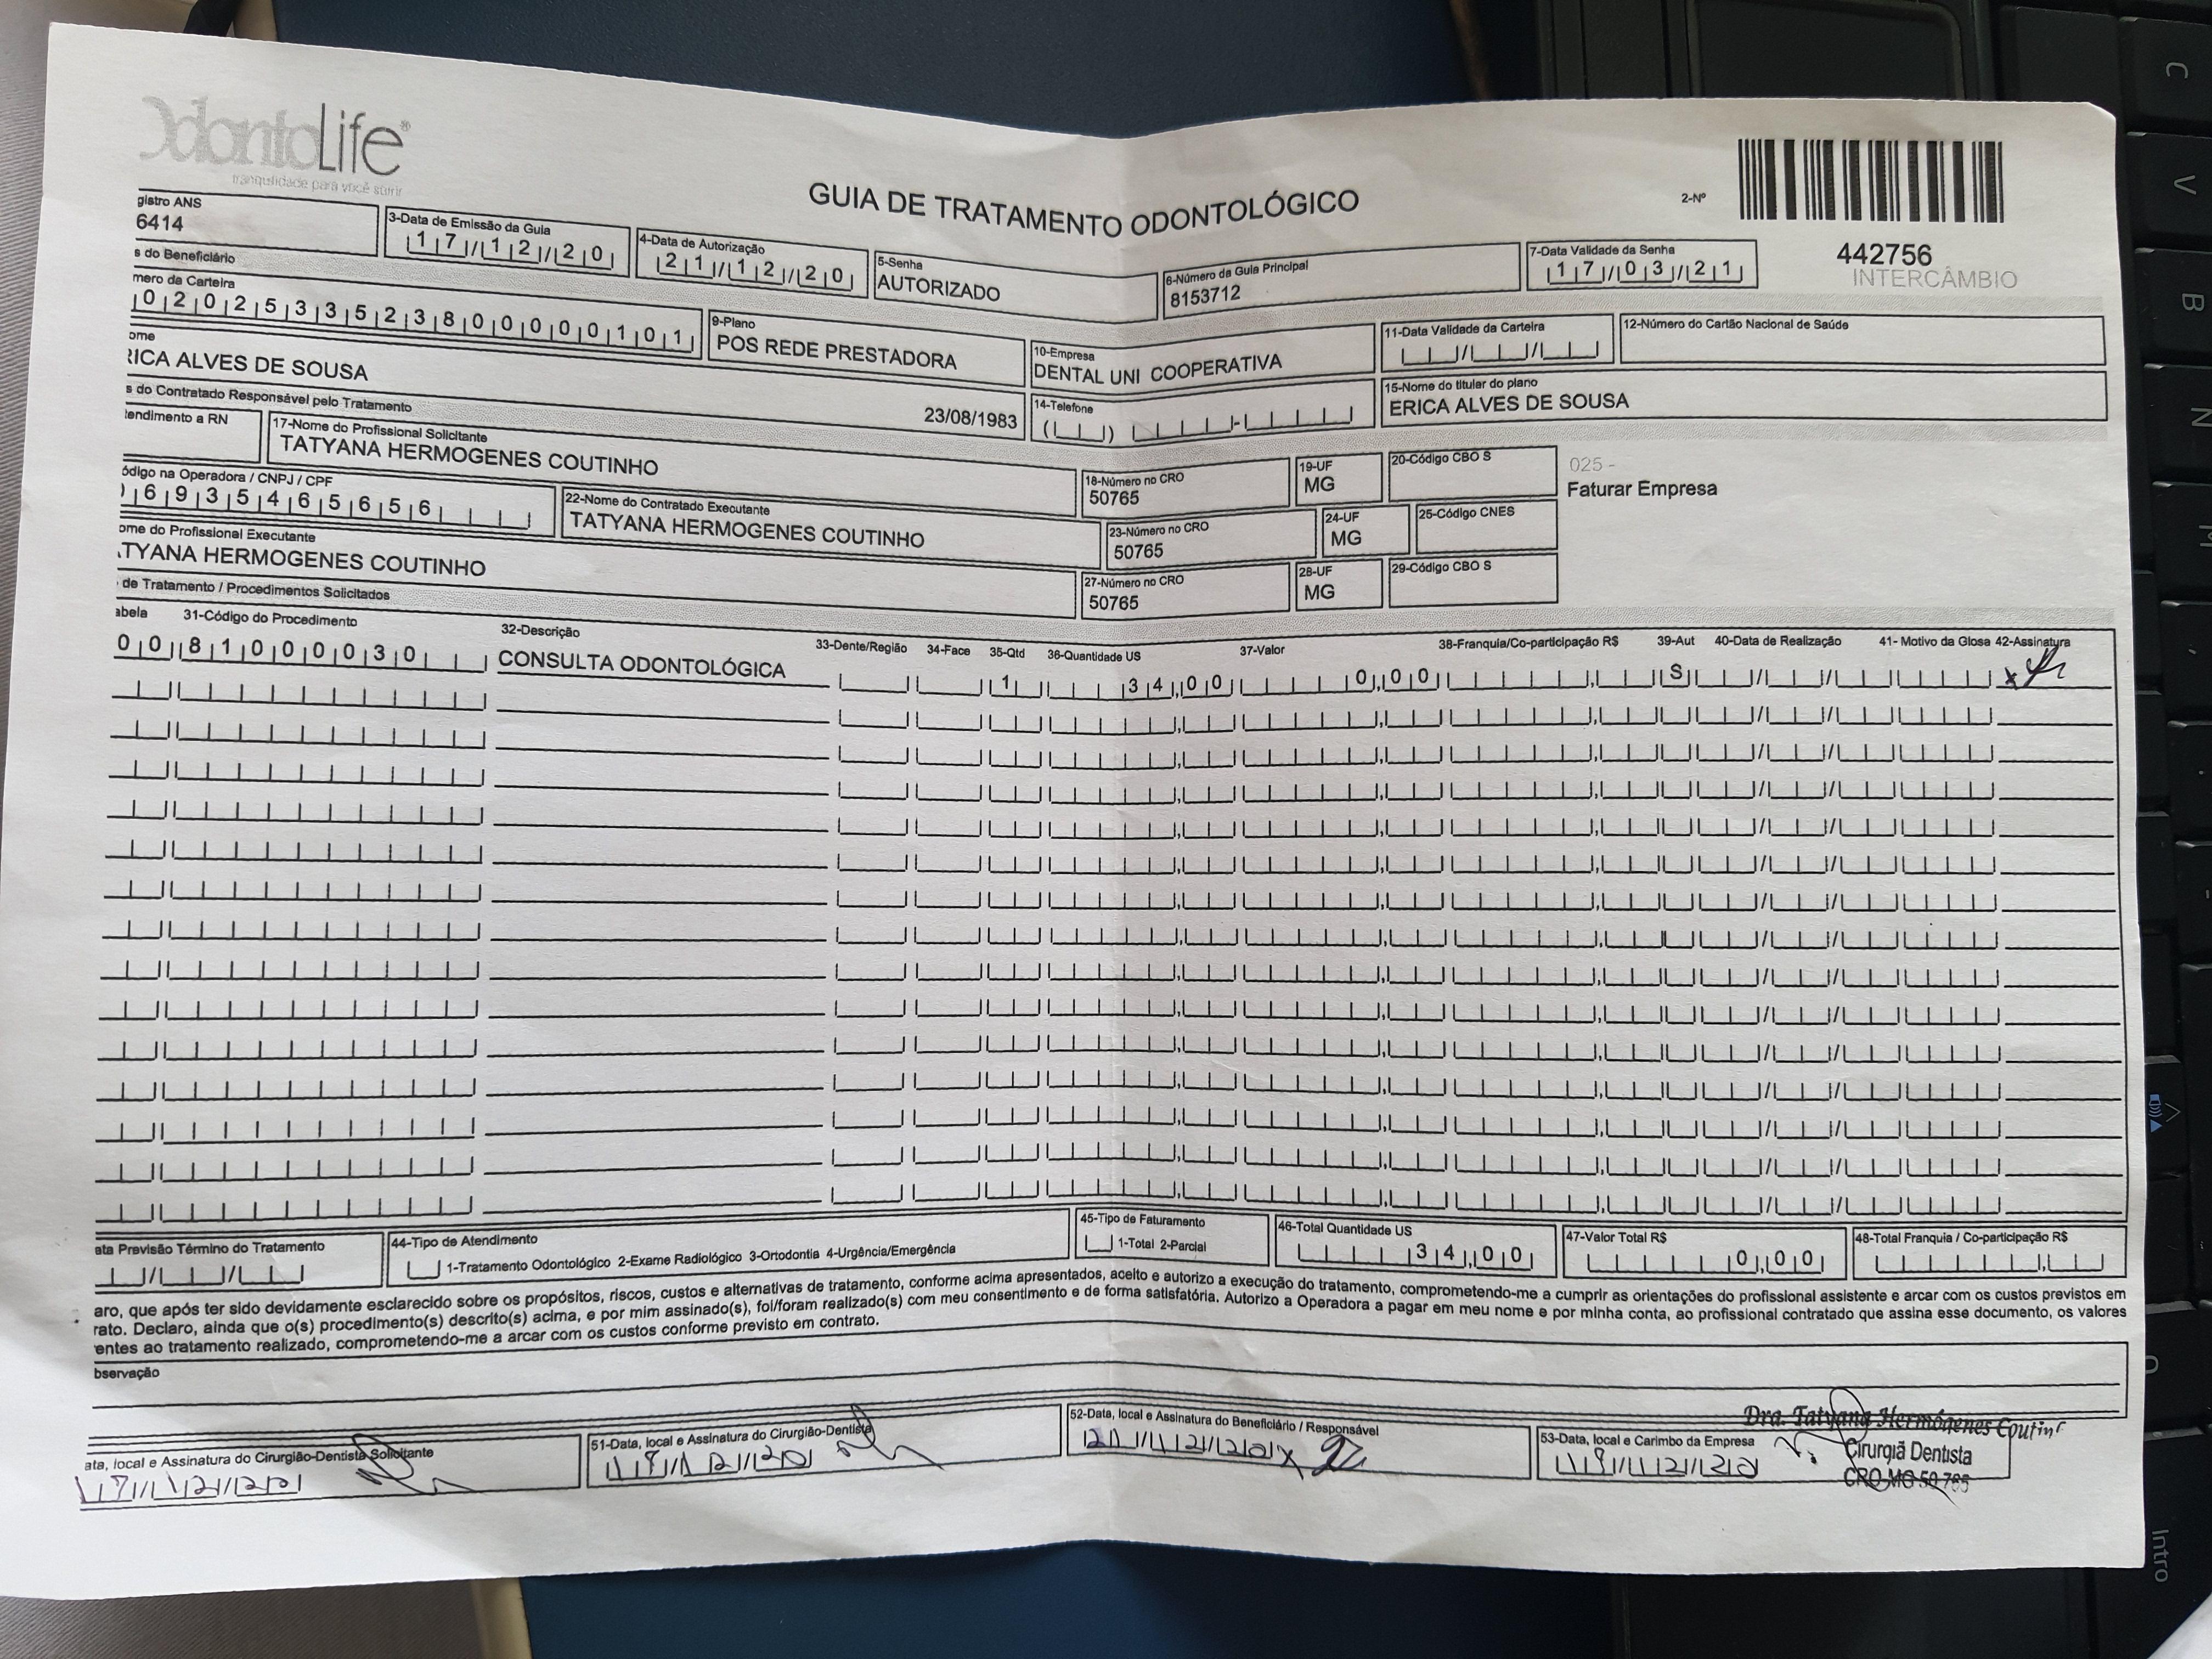 OdontoLife®
tranquilidade para você sorrir
GUIA DE TRATAMENTO ODONTOLÓGICO
2-Nº
442756
INTERCÂMBIO
gistro ANS
6414
3-Data de Emissão da Guia
17/12/20
4-Data de Autorização
21/12/20
5-Senha
AUTORIZADO
6-Número da Guia Principal
8153712
7-Data Validade da Senha
17/03/21
s do Beneficiário
mero da Carteira
0202533523800000101
9-Plano
POS REDE PRESTADORA
10-Empresa
DENTAL UNI COOPERATIVA
11-Data Validade da Carteira
12-Número do Cartão Nacional de Saúde
ome
RICA ALVES DE SOUSA
23/08/1983
14-Telefone
15-Nome do titular do plano
ERICA ALVES DE SOUSA
s do Contratado Responsável pelo Tratamento
tendimento a RN
17-Nome do Profissional Solicitante
TATYANA HERMOGENES COUTINHO
18-Número no CRO
50765
19-UF
MG
20-Código CBO S
025 -
Faturar Empresa
ódigo na Operadora / CNPJ / CPF
06935465656
22-Nome do Contratado Executante
TATYANA HERMOGENES COUTINHO
23-Número no CRO
50765
24-UF
MG
25-Código CNES
ome do Profissional Executante
TYANA HERMOGENES COUTINHO
27-Número no CRO
50765
28-UF
MG
29-Código CBO S
de Tratamento / Procedimentos Solicitados
abela 31-Código do Procedimento 32-Descrição 33-Dente/Região 34-Face 35-Qtd 36-Quantidade US 37-Valor 38-Franquia/Co-participação R$ 39-Aut 40-Data de Realização 41- Motivo da Glosa 42-Assinatura
00 81000030 CONSULTA ODONTOLÓGICA 1 34,00 0,00 S x
ata Previsão Término do Tratamento
44-Tipo de Atendimento
1-Tratamento Odontológico 2-Exame Radiológico 3-Ortodontia 4-Urgência/Emergência
45-Tipo de Faturamento
1-Total 2-Parcial
46-Total Quantidade US
34,00
47-Valor Total R$
0,00
48-Total Franquia / Co-participação R$
aro, que após ter sido devidamente esclarecido sobre os propósitos, riscos, custos e alternativas de tratamento, conforme acima apresentados, aceito e autorizo a execução do tratamento, comprometendo-me a cumprir as orientações do profissional assistente e arcar com os custos previstos em
rato. Declaro, ainda que o(s) procedimento(s) descrito(s) acima, e por mim assinado(s), foi/foram realizado(s) com meu consentimento e de forma satisfatória. Autorizo a Operadora a pagar em meu nome e por minha conta, ao profissional contratado que assina esse documento, os valores
entes ao tratamento realizado, comprometendo-me a arcar com os custos conforme previsto em contrato.
bservação
ata, local e Assinatura do Cirurgião-Dentista Solicitante
51-Data, local e Assinatura do Cirurgião-Dentista
52-Data, local e Assinatura do Beneficiário / Responsável
53-Data, local e Carimbo da Empresa
Dra. Tatyana Hermógenes Coutin
Cirurgiã Dentista
CRO-MG 50.765